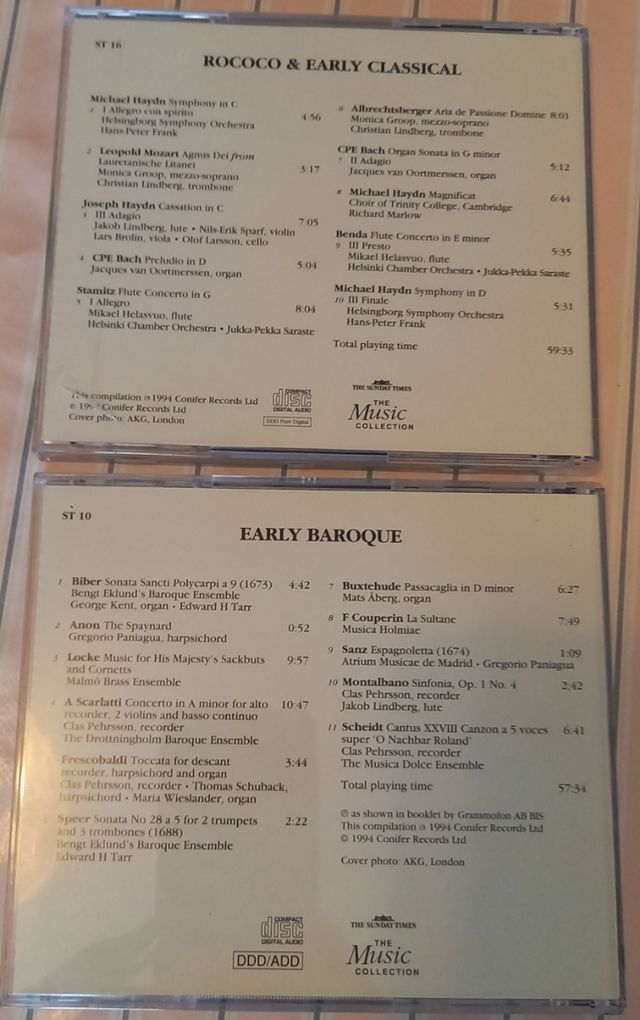 ST 16
ROCOCO & EARLY CLASSICAL
Michael Haydn Symphony in C
1 I Allegro con spirito 4:56
Helsingborg Symphony Orchestra
Hans-Peter Frank
2 Leopold Mozart Agnus Dei from
Lauretanische Litanei 3:17
Monica Groop, mezzo-soprano
Christian Lindberg, trombone
Joseph Haydn Cassation in C
3 III Adagio 7:05
Jakob Lindberg, lute • Nils-Erik Sparf, violin
Lars Brolin, viola • Olof Larsson, cello
4 CPE Bach Preludio in D 5:04
Jacques van Oortmerssen, organ
Stamitz Flute Concerto in G
5 I Allegro 8:04
Mikael Helasvuo, flute
Helsinki Chamber Orchestra • Jukka-Pekka Saraste
6 Albrechtsberger Aria de Passione Domine 8:01
Monica Groop, mezzo-soprano
Christian Lindberg, trombone
CPE Bach Organ Sonata in G minor
7 II Adagio 5:12
Jacques van Oortmerssen, organ
8 Michael Haydn Magnificat 6:44
Choir of Trinity College, Cambridge
Richard Marlow
Benda Flute Concerto in E minor
9 III Presto 5:35
Mikael Helasvuo, flute
Helsinki Chamber Orchestra • Jukka-Pekka Saraste
Michael Haydn Symphony in D
10 III Finale 5:31
Helsingborg Symphony Orchestra
Hans-Peter Frank
Total playing time 59:33
This compilation ℗ 1994 Conifer Records Ltd
© Conifer Records Ltd
Cover photo: AKG, London
COMPACT
disc
DIGITAL AUDIO
DDD Pure Digital
THE SUNDAY TIMES
THE
Music
COLLECTION
ST 10
EARLY BAROQUE
1 Biber Sonata Sancti Polycarpi a 9 (1673) 4:42
Bengt Eklund's Baroque Ensemble
George Kent, organ • Edward H Tarr
2 Anon The Spaynard 0:52
Gregorio Paniagua, harpsichord
3 Locke Music for His Majesty's Sackbuts 9:57
and Cornetts
Malmö Brass Ensemble
4 A Scarlatti Concerto in A minor for alto 10:47
recorder, 2 violins and basso continuo
Clas Pehrsson, recorder
The Drottningholm Baroque Ensemble
Frescobaldi Toccata for descant 3:44
recorder, harpsichord and organ
Clas Pehrsson, recorder • Thomas Schuback,
harpsichord • Maria Wieslander, organ
Speer Sonata No 28 a 5 for 2 trumpets 2:22
and 3 trombones (1688)
Bengt Eklund's Baroque Ensemble
Edward H Tarr
7 Buxtehude Passacaglia in D minor 6:27
Mats Åberg, organ
8 F Couperin La Sultane 7:49
Musica Holmiae
9 Sanz Espagnoletta (1674) 1:09
Atrium Musicae de Madrid • Gregorio Paniagua
10 Montalbano Sinfonia, Op. 1 No. 4 2:42
Clas Pehrsson, recorder
Jakob Lindberg, lute
11 Scheidt Cantus XXVIII Canzon a 5 voces 6:41
super 'O Nachbar Roland'
Clas Pehrsson, recorder
The Musica Dolce Ensemble
Total playing time 57:34
℗ as shown in booklet by Grammofon AB BIS
This compilation ℗ 1994 Conifer Records Ltd
© 1994 Conifer Records Ltd
Cover photo: AKG, London
COMPACT
disc
DIGITAL AUDIO
DDD/ADD
THE SUNDAY TIMES
THE
Music
COLLECTION